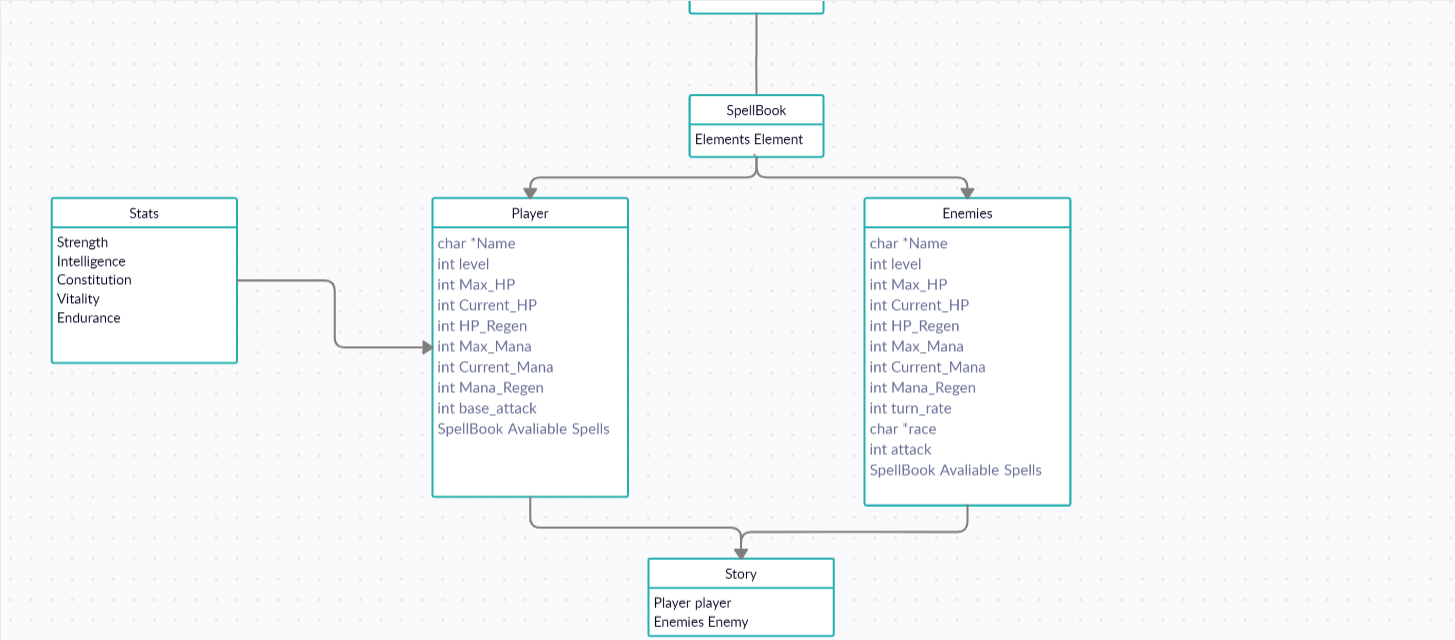 SpellBook
Elements Element
Stats
Strength
Intelligence
Constitution
Vitality
Endurance
Player
char *Name
int level
int Max_HP
int Current_HP
int HP_Regen
int Max_Mana
int Current_Mana
int Mana_Regen
int base_attack
SpellBook Avaliable Spells
Enemies
char *Name
int level
int Max_HP
int Current_HP
int HP_Regen
int Max_Mana
int Current_Mana
int Mana_Regen
int turn_rate
char *race
int attack
SpellBook Avaliable Spells
Story
Player player
Enemies Enemy